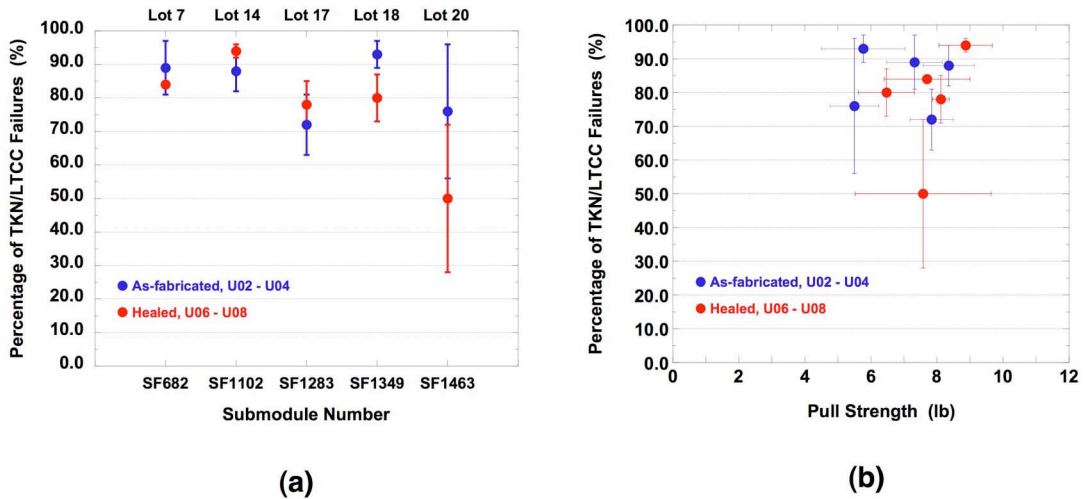 Lot 7 Lot 14 Lot 17 Lot 18 Lot 20
Percentage of TKN/LTCC Failures (%)
100.0
90.0
80.0
70.0
60.0
50.0
40.0
30.0
20.0
10.0
0.0
As-fabricated, U02 - U04
Healed, U06 - U08
SF682 SF1102 SF1283 SF1349 SF1463
Submodule Number
(a)
Percentage of TKN/LTCC Failures (%)
100.0
90.0
80.0
70.0
60.0
50.0
40.0
30.0
20.0
10.0
0.0
As-fabricated, U02 - U04
Healed, U06 - U08
0 2 4 6 8 10 12
Pull Strength (lb)
(b)